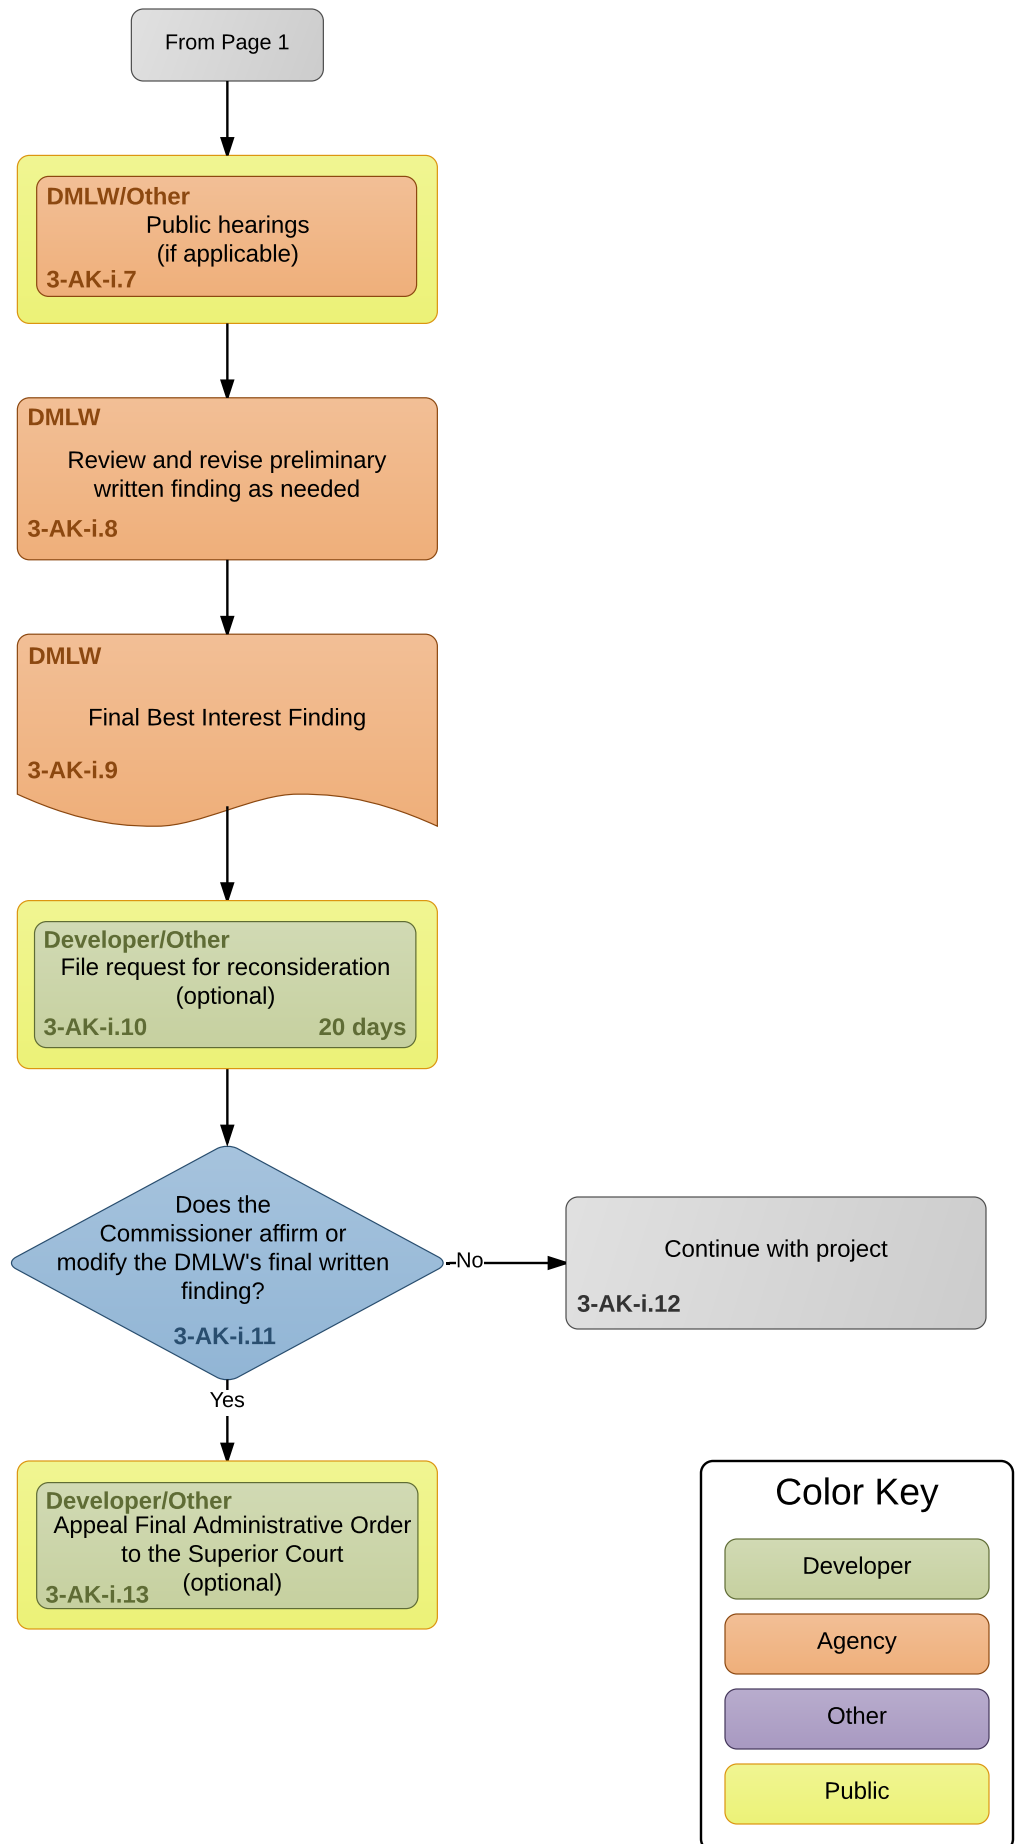 From Page 1
DMLW/Other
Public hearings
(if applicable)
3-AK-i.7
DMLW
Review and revise preliminary
written finding as needed
3-AK-i.8
DMLW
Final Best Interest Finding
3-AK-i.9
Developer/Other
File request for reconsideration
(optional)
3-AK-i.10 20 days
Does the
Commissioner affirm or
modify the DMLW's final written
finding?
3-AK-i.11
No
Continue with project
3-AK-i.12
Yes
Developer/Other
Appeal Final Administrative Order
to the Superior Court
(optional)
3-AK-i.13
Color Key
Developer
Agency
Other
Public